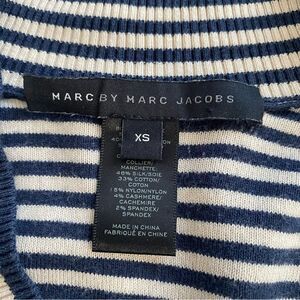 MARC BY MARC JACOBS
XS
COLLIER/
MANCHETTE
46% SILK/SOIE
33% COTTON/
COTON
15% NYLON/NYLON
4% CASHMERE/
CACHEMIRE
2% SPANDEX/
SPANDEX
MADE IN CHINA
FABRIQUÉ EN CHINE